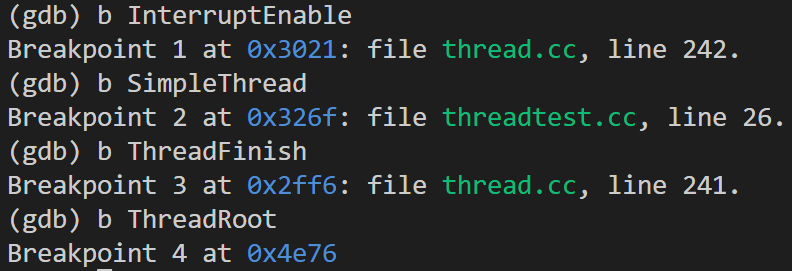 (gdb) b InterruptEnable
Breakpoint 1 at 0x3021: file thread.cc, line 242.
(gdb) b SimpleThread
Breakpoint 2 at 0x326f: file threadtest.cc, line 26.
(gdb) b ThreadFinish
Breakpoint 3 at 0x2ff6: file thread.cc, line 241.
(gdb) b ThreadRoot
Breakpoint 4 at 0x4e76